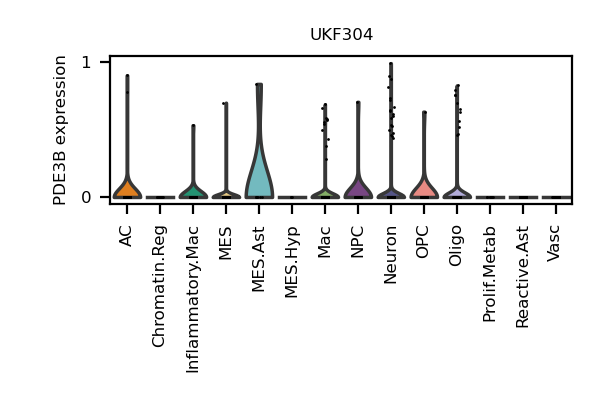 UKF304
PDE3B expression
1
0
AC
Chromatin.Reg
Inflammatory.Mac
MES
MES.Ast
MES.Hyp
Mac
NPC
Neuron
OPC
Oligo
Prolif.Metab
Reactive.Ast
Vasc